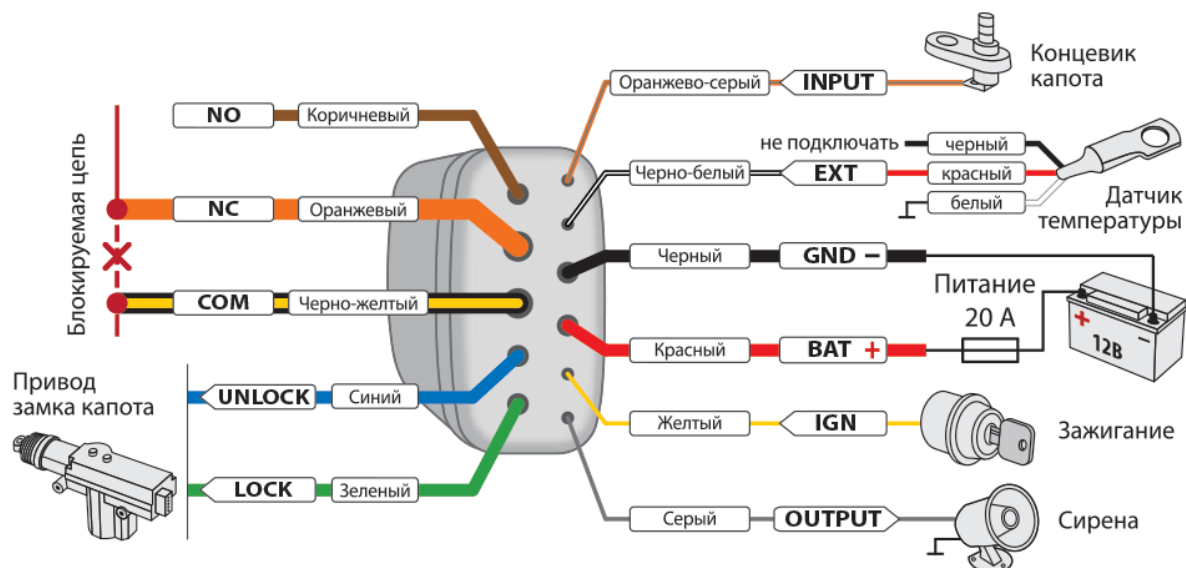 Концевик
капота
Оранжево-серый
INPUT
NO
Коричневый
не подключать
черный
Черно-белый
EXT
красный
белый
Датчик
температуры
Блокируемая цепь
NC
Оранжевый
Черный
GND –
Питание
20 А
COM
Черно-желтый
Красный
BAT +
+
12В
Привод
замка капота
UNLOCK
Синий
Желтый
IGN
Зажигание
LOCK
Зеленый
Серый
OUTPUT
Сирена